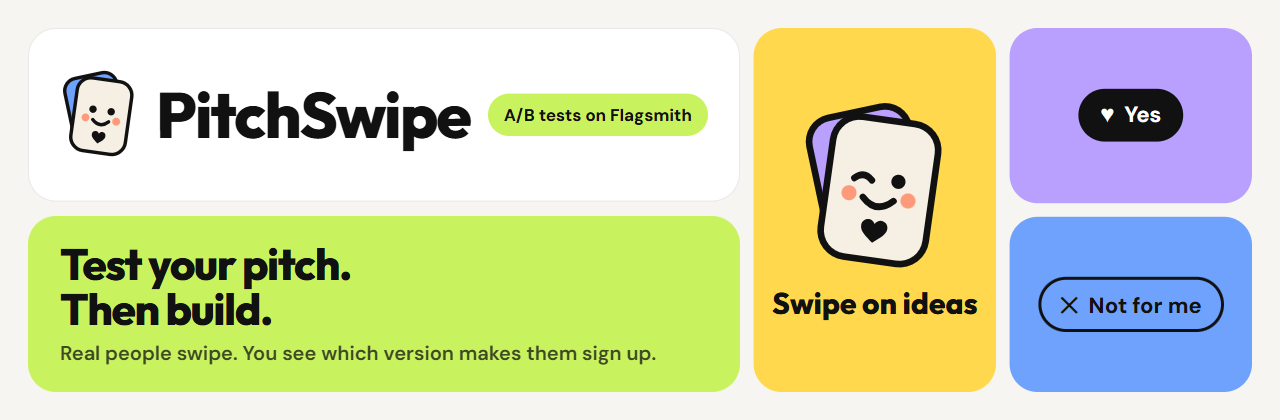 PitchSwipe
A/B tests on Flagsmith
Test your pitch.
Then build.
Real people swipe. You see which version makes them sign up.
Swipe on ideas
♥ Yes
× Not for me